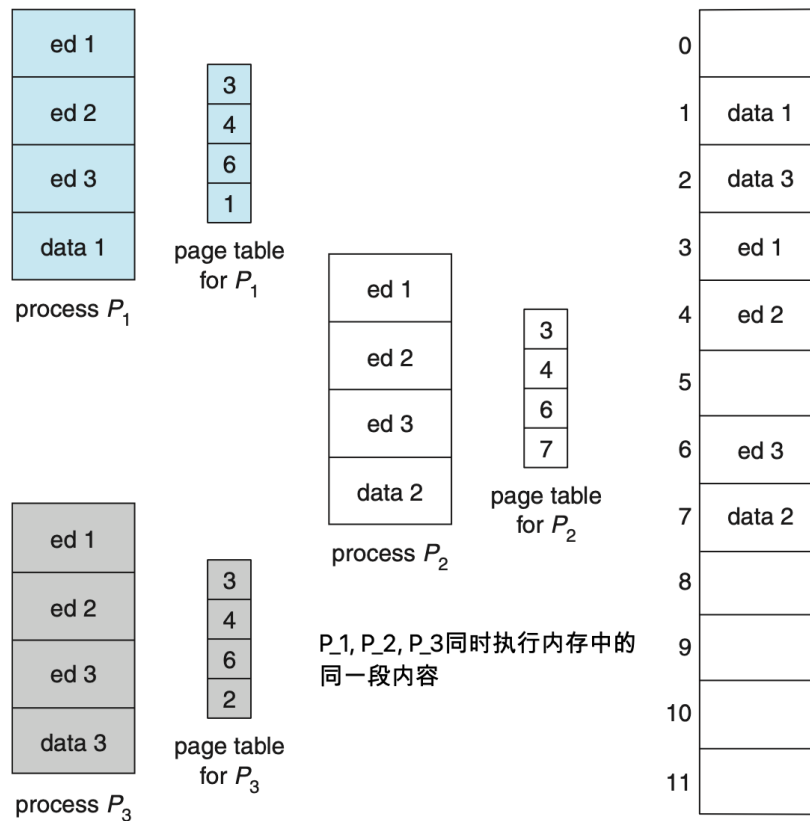 ed 1
ed 2
ed 3
data 1
process P1
3
4
6
1
page table
for P1
ed 1
ed 2
ed 3
data 2
process P2
3
4
6
7
page table
for P2
ed 1
ed 2
ed 3
data 3
process P3
3
4
6
2
page table
for P3
P_1, P_2, P_3同时执行内存中的
同一段内容
0
1 data 1
2 data 3
3 ed 1
4 ed 2
5
6 ed 3
7 data 2
8
9
10
11